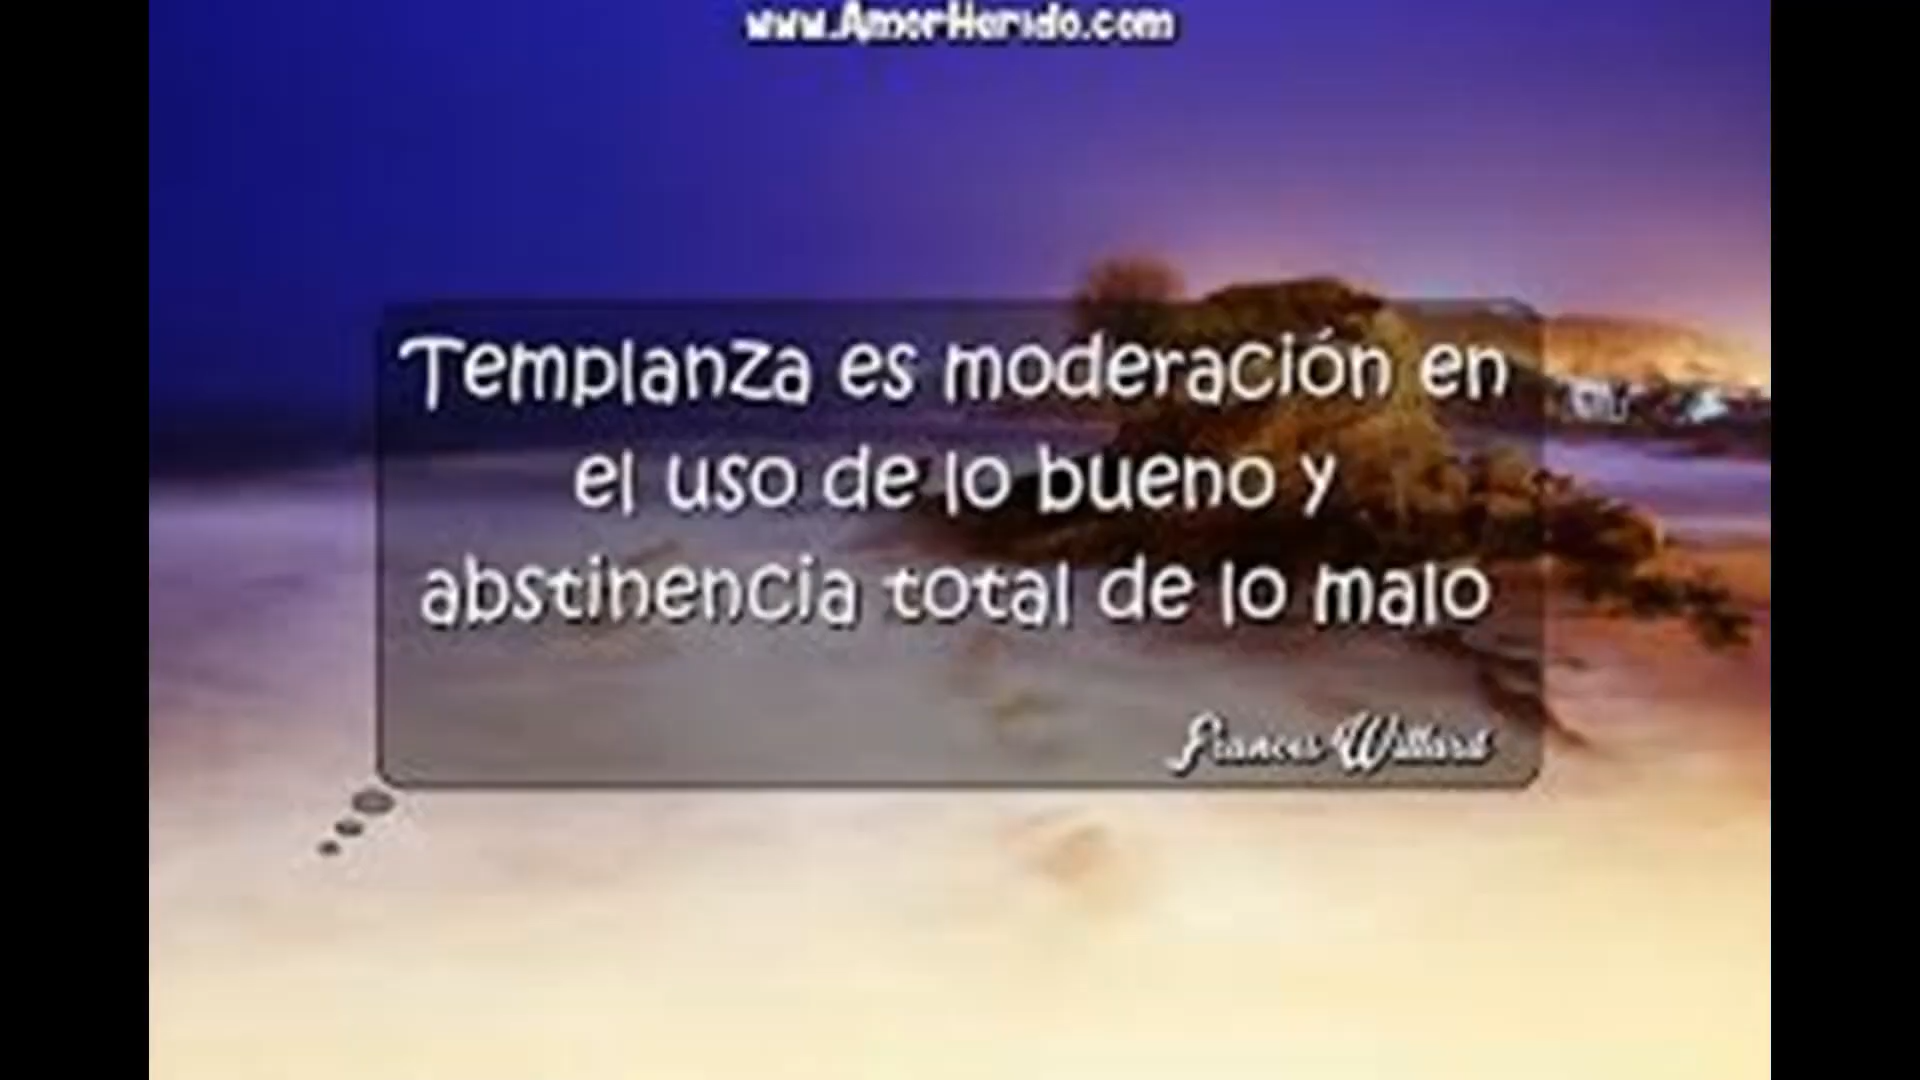 www.AmorHerido.com
Templanza es moderación en
el uso de lo bueno y
abstinencia total de lo malo
Frances Willard